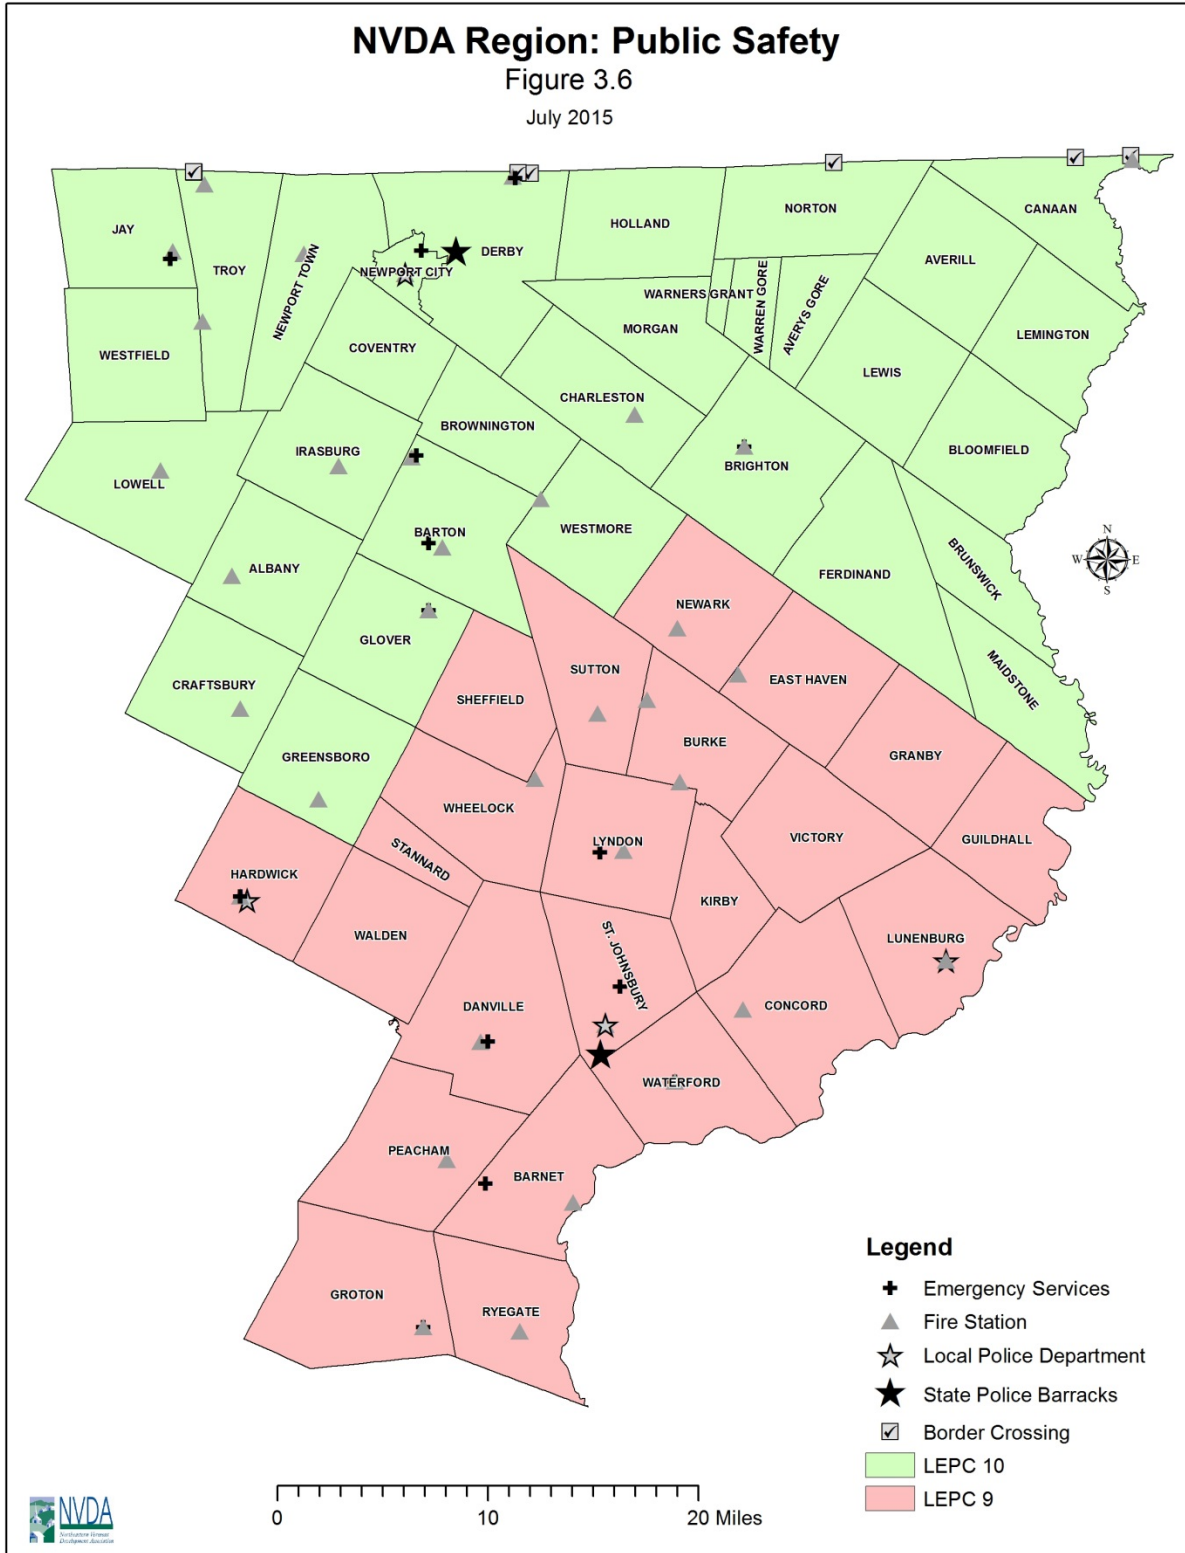 NVDA Region: Public Safety
Figure 3.6
July 2015
JAY
TROY
NEWPORT TOWN
NEWPORT CITY
DERBY
HOLLAND
NORTON
CANAAN
AVERILL
WARNERS GRANT
WARREN GORE
AVERYS GORE
MORGAN
LEMINGTON
WESTFIELD
COVENTRY
LEWIS
CHARLESTON
BROWNINGTON
BLOOMFIELD
IRASBURG
BRIGHTON
LOWELL
BARTON
WESTMORE
ALBANY
FERDINAND
BRUNSWICK
NEWARK
GLOVER
SUTTON
EAST HAVEN
MAIDSTONE
CRAFTSBURY
SHEFFIELD
BURKE
GRANBY
GREENSBORO
WHEELOCK
VICTORY
GUILDHALL
LYNDON
STANNARD
HARDWICK
KIRBY
WALDEN
ST. JOHNSBURY
LUNENBURG
DANVILLE
CONCORD
WATERFORD
PEACHAM
BARNET
GROTON
RYEGATE
N
W E
S
Legend
Emergency Services
Fire Station
Local Police Department
State Police Barracks
Border Crossing
LEPC 10
LEPC 9
0 10 20 Miles
NVDA
Northeastern Vermont
Development Association